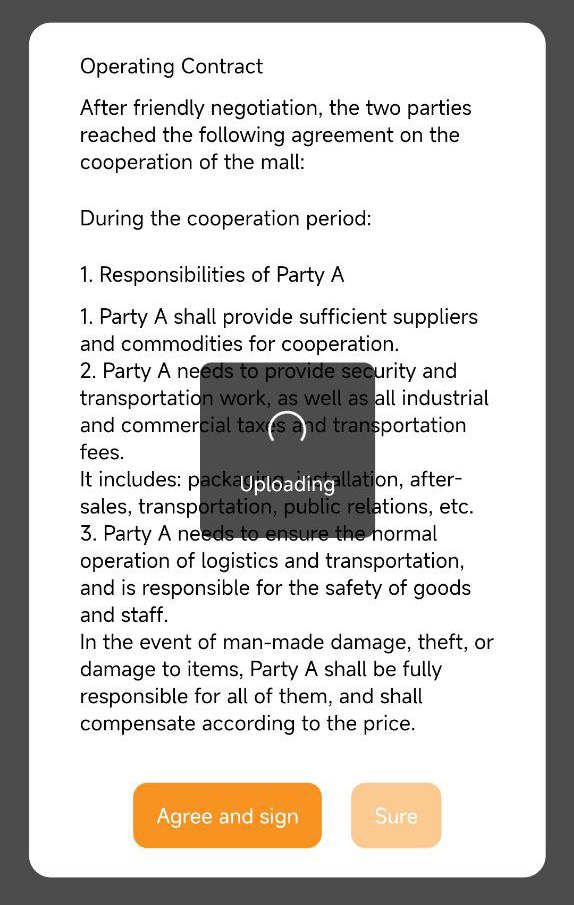 Operating Contract
After friendly negotiation, the two parties
reached the following agreement on the
cooperation of the mall:
During the cooperation period:
1. Responsibilities of Party A
1. Party A shall provide sufficient suppliers
and commodities for cooperation.
2. Party A needs to provide security and
transportation work, as well as all industrial
and commercial taxes and transportation
fees.
It includes: packaging, installation, after-
sales, transportation, public relations, etc.
Uploading
3. Party A needs to ensure the normal
operation of logistics and transportation,
and is responsible for the safety of goods
and staff.
In the event of man-made damage, theft, or
damage to items, Party A shall be fully
responsible for all of them, and shall
compensate according to the price.
Agree and sign
Sure